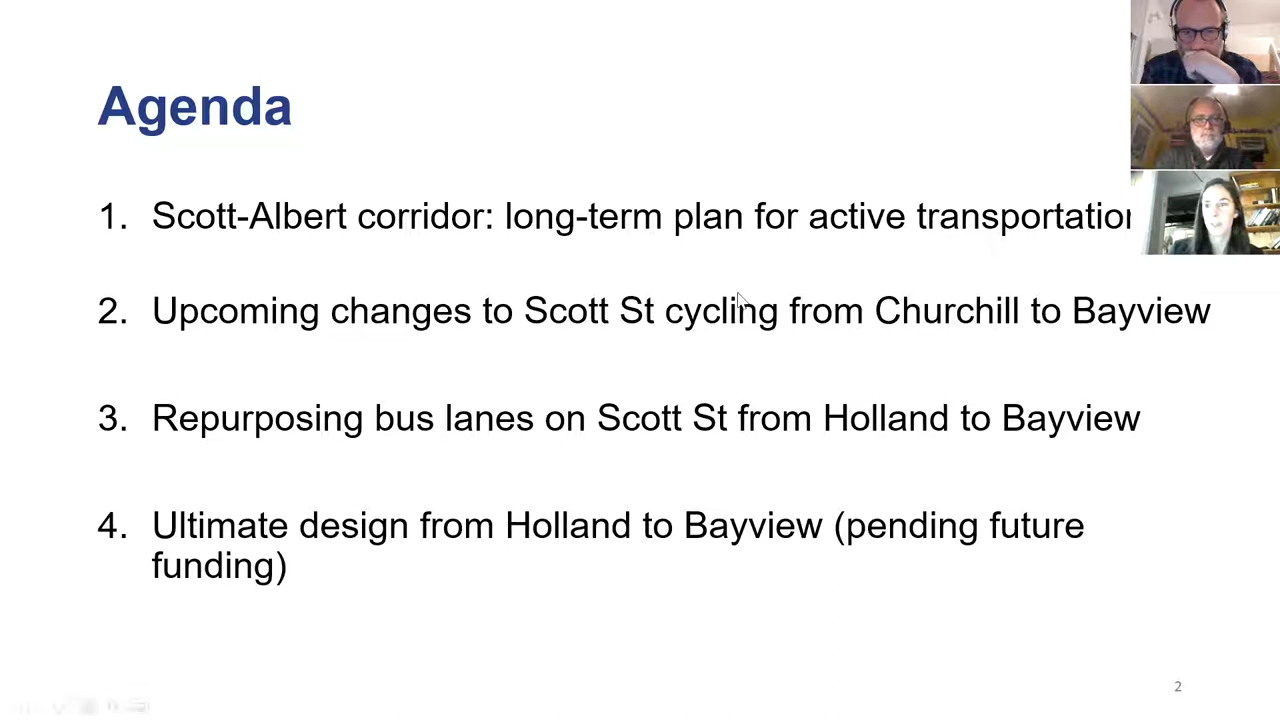 Agenda
1. Scott-Albert corridor: long-term plan for active transportation
2. Upcoming changes to Scott St cycling from Churchill to Bayview
3. Repurposing bus lanes on Scott St from Holland to Bayview
4. Ultimate design from Holland to Bayview (pending future
funding)
2